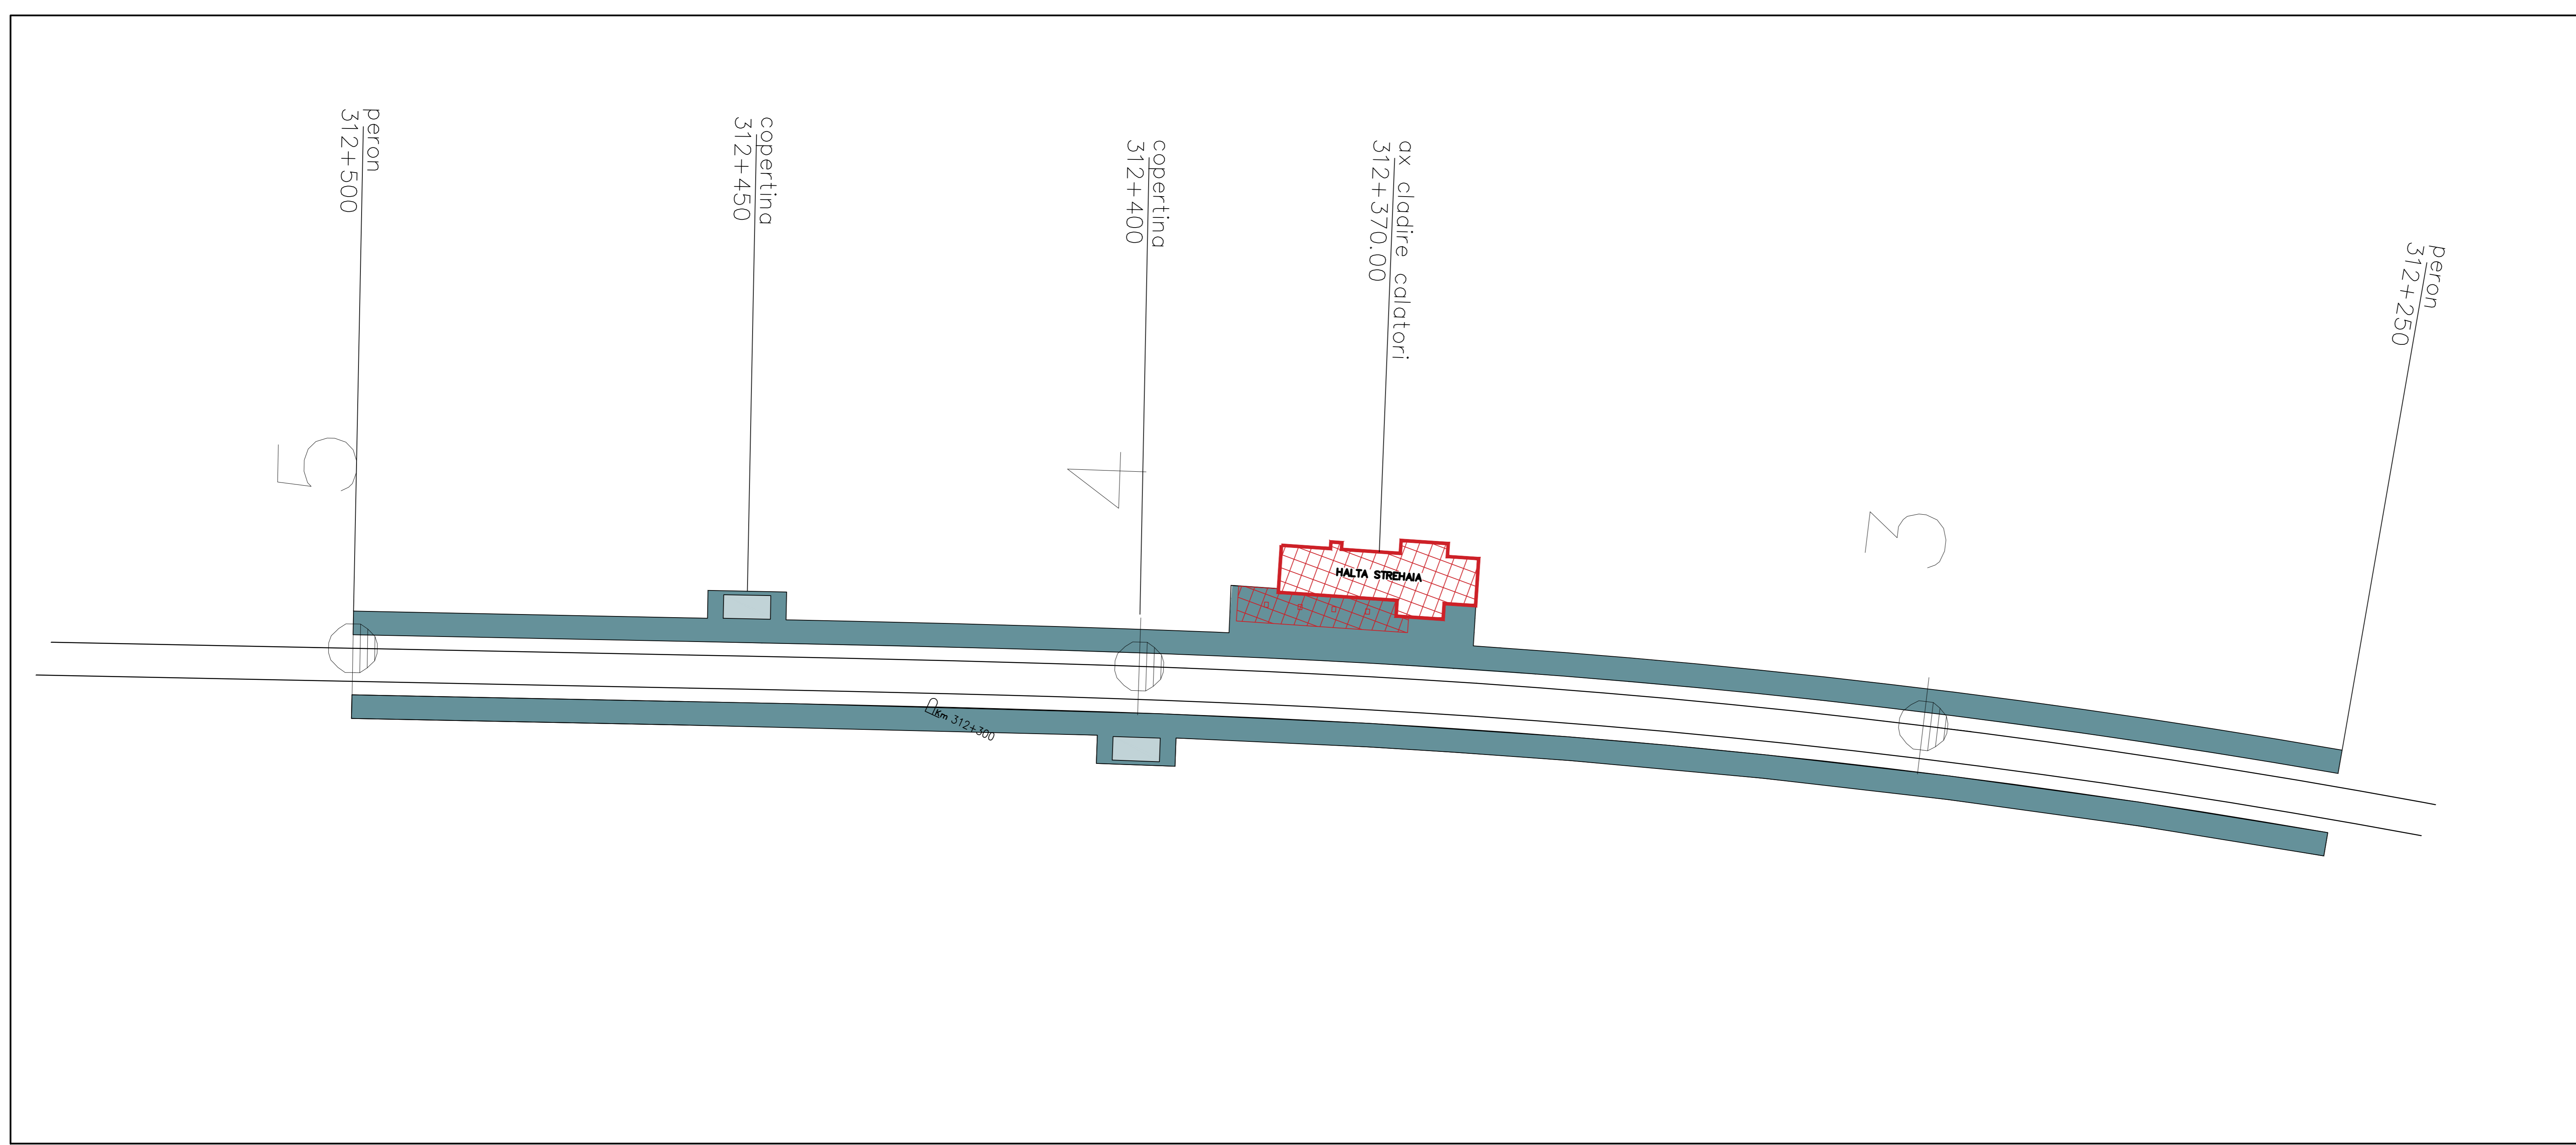 peron
312+500
copertina
312+450
copertina
312+400
ax cladire calatori
312+370.00
peron
312+250
5
4
3
HALTA STREHAIA
Km 312+300